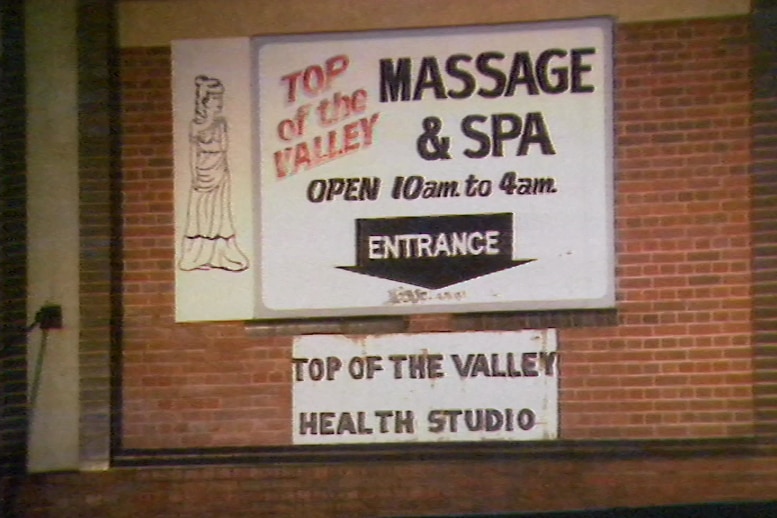 TOP of the VALLEY
MASSAGE
& SPA
OPEN 10am. to 4am.
ENTRANCE
TOP OF THE VALLEY
HEALTH STUDIO